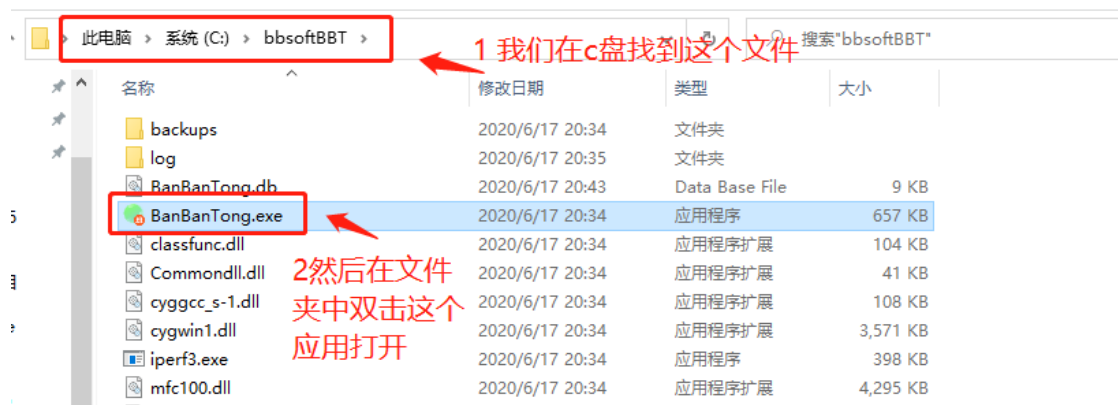 此电脑 › 系统 (C:) › bbsoftBBT ›
1 我们在c盘找到这个文件
搜索"bbsoftBBT"
名称 修改日期 类型 大小
backups 2020/6/17 20:34 文件夹
log 2020/6/17 20:35 文件夹
BanBanTong.db 2020/6/17 20:43 Data Base File 9 KB
BanBanTong.exe 2020/6/17 20:34 应用程序 657 KB
classfunc.dll 2020/6/17 20:34 应用程序扩展 104 KB
Commondll.dll 2020/6/17 20:34 应用程序扩展 41 KB
cyggcc_s-1.dll 2020/6/17 20:34 应用程序扩展 108 KB
cygwin1.dll 2020/6/17 20:34 应用程序扩展 3,571 KB
iperf3.exe 2020/6/17 20:34 应用程序 398 KB
mfc100.dll 2020/6/17 20:34 应用程序扩展 4,295 KB
2然后在文件
夹中双击这个
应用打开